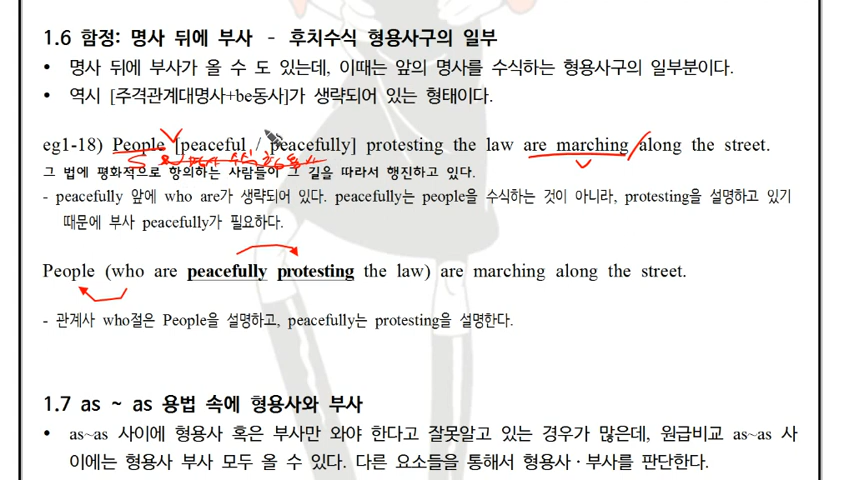 1.6 함정: 명사 뒤에 부사 - 후치수식 형용사구의 일부
• 명사 뒤에 부사가 올 수 도 있는데, 이때는 앞의 명사를 수식하는 형용사구의 일부분이다.
• 역시 [주격관계대명사+be동사]가 생략되어 있는 형태이다.
eg1-18) People [peaceful / peacefully] protesting the law are marching along the street.
그 법에 평화적으로 항의하는 사람들이 그 길을 따라서 행진하고 있다.
- peacefully 앞에 who are가 생략되어 있다. peacefully는 people을 수식하는 것이 아니라, protesting을 설명하고 있기
때문에 부사 peacefully가 필요하다.
People (who are peacefully protesting the law) are marching along the street.
- 관계사 who절은 People을 설명하고, peacefully는 protesting을 설명한다.
1.7 as ~ as 용법 속에 형용사와 부사
• as~as 사이에 형용사 혹은 부사만 와야 한다고 잘못알고 있는 경우가 많은데, 원급비교 as~as 사
이에는 형용사 부사 모두 올 수 있다. 다른 요소들을 통해서 형용사·부사를 판단한다.